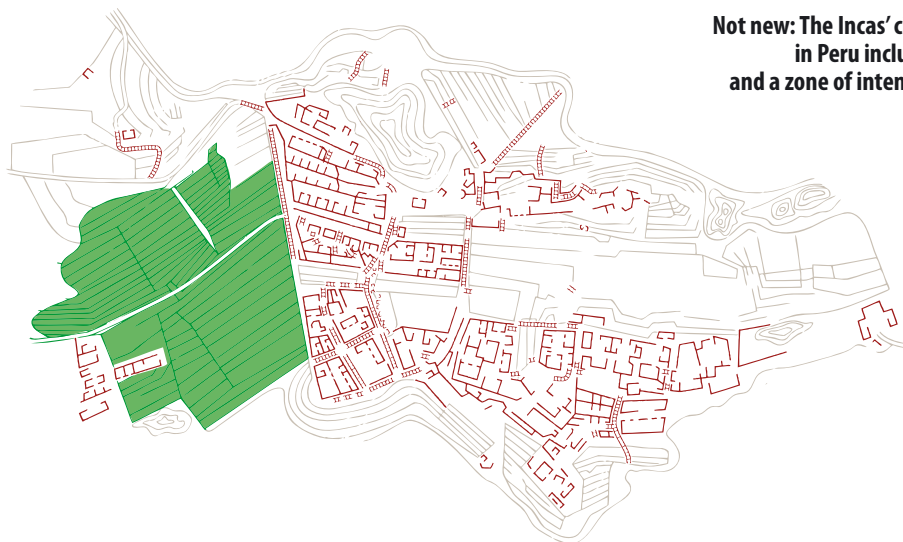 Not new: The Incas’ c
in Peru inclu
and a zone of inten